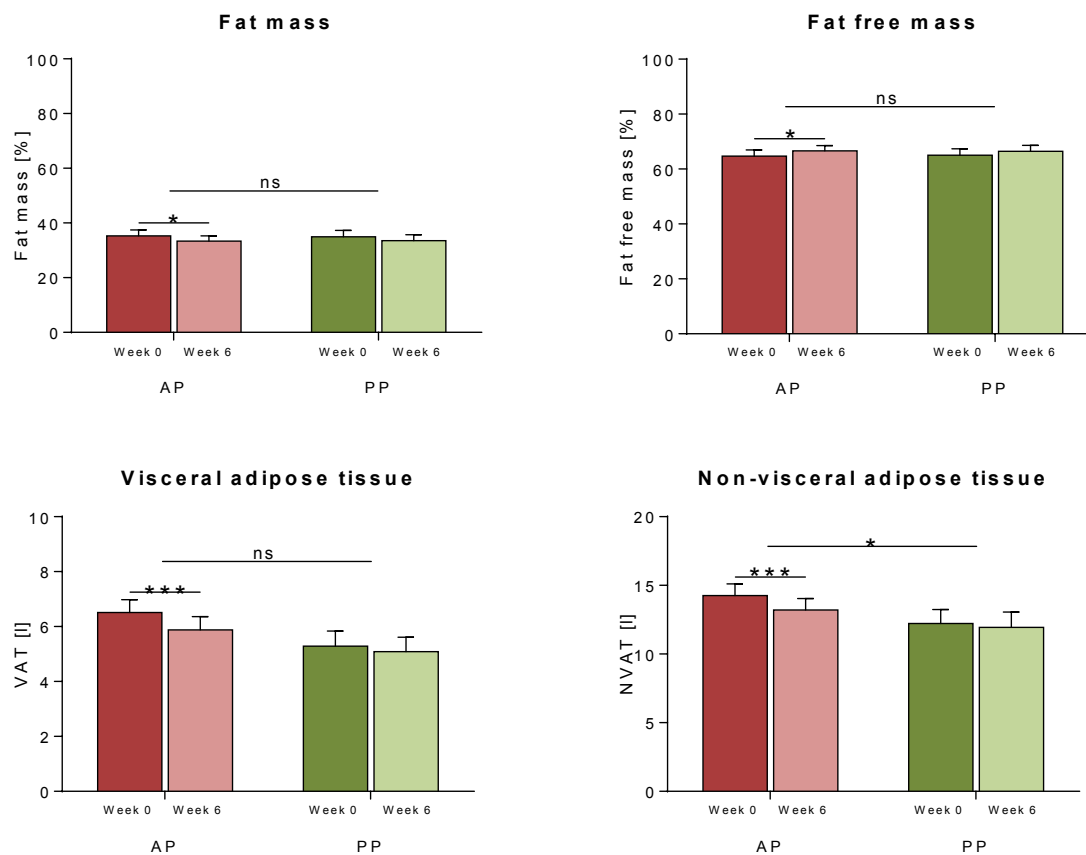 Fat mass
Fat mass [%]
100
80
60
40
20
0
ns
*
Week 0 Week 6 Week 0 Week 6
AP PP
Fat free mass
Fat free mass [%]
100
80
60
40
20
0
ns
*
Week 0 Week 6 Week 0 Week 6
AP PP
Visceral adipose tissue
VAT [l]
10
8
6
4
2
0
ns
***
Week 0 Week 6 Week 0 Week 6
AP PP
Non-visceral adipose tissue
NVAT [l]
20
15
10
5
0
*
***
Week 0 Week 6 Week 0 Week 6
AP PP